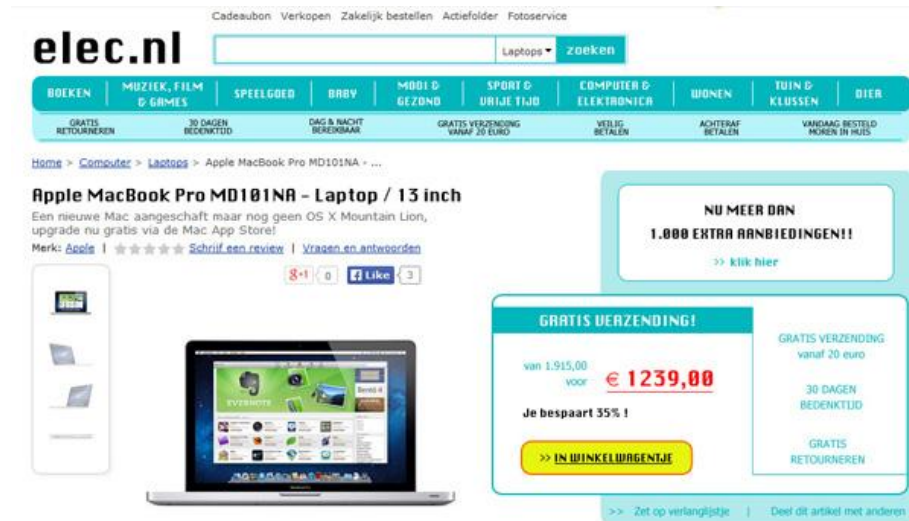 Cadeaubon Verkopen Zakelijk bestellen Actiefolder Fotoservice
elec.nl
Laptops
zoeken
BOEKEN
MUZIEK, FILM
& GAMES
SPEELGOED
BABY
MOOI &
GEZOND
SPORT &
VRIJE TIJD
COMPUTER &
ELEKTRONICA
WONEN
TUIN &
KLUSSEN
DIER
GRATIS
RETOURNEREN
30 DAGEN
BEDENKTIJD
DAG & NACHT
BEREIKBAAR
GRATIS VERZENDING
VANAF 20 EURO
VEILIG
BETALEN
ACHTERAF
BETALEN
VANDAAG BESTELD
MOREN IN HUIS
Home > Computer > Laptops > Apple MacBook Pro MD101NA - ...
Apple MacBook Pro MD101NA - Laptop / 13 inch
Een nieuwe Mac aangeschaft maar nog geen OS X Mountain Lion,
upgrade nu gratis via de Mac App Store!
Merk: Apple | Schrijf een review | Vragen en antwoorden
g+1 0 f Like 3
EVERNOTE
NU MEER DAN
1.000 EXTRA AANBIEDINGEN!!
>> klik hier
GRATIS VERZENDING!
van 1.915,00
voor € 1239,00
Je bespaart 35% !
>> IN WINKELWAGENTJE
GRATIS VERZENDING
vanaf 20 euro
30 DAGEN
BEDENKTIJD
GRATIS
RETOURNEREN
>> Zet op verlanglijstje | Deel dit artikel met anderen